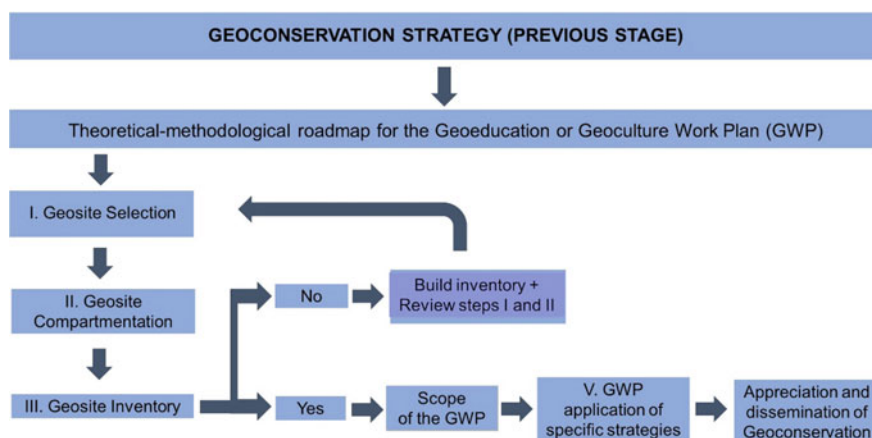 GEOCONSERVATION STRATEGY (PREVIOUS STAGE)
Theoretical-methodological roadmap for the Geoeducation or Geoculture Work Plan (GWP)
I. Geosite Selection
II. Geosite
Compartmentation
III. Geosite Inventory
No
Build inventory +
Review steps I and II
Yes
Scope
of the GWP
V. GWP
application of
specific strategies
Appreciation and
dissemination of
Geoconservation